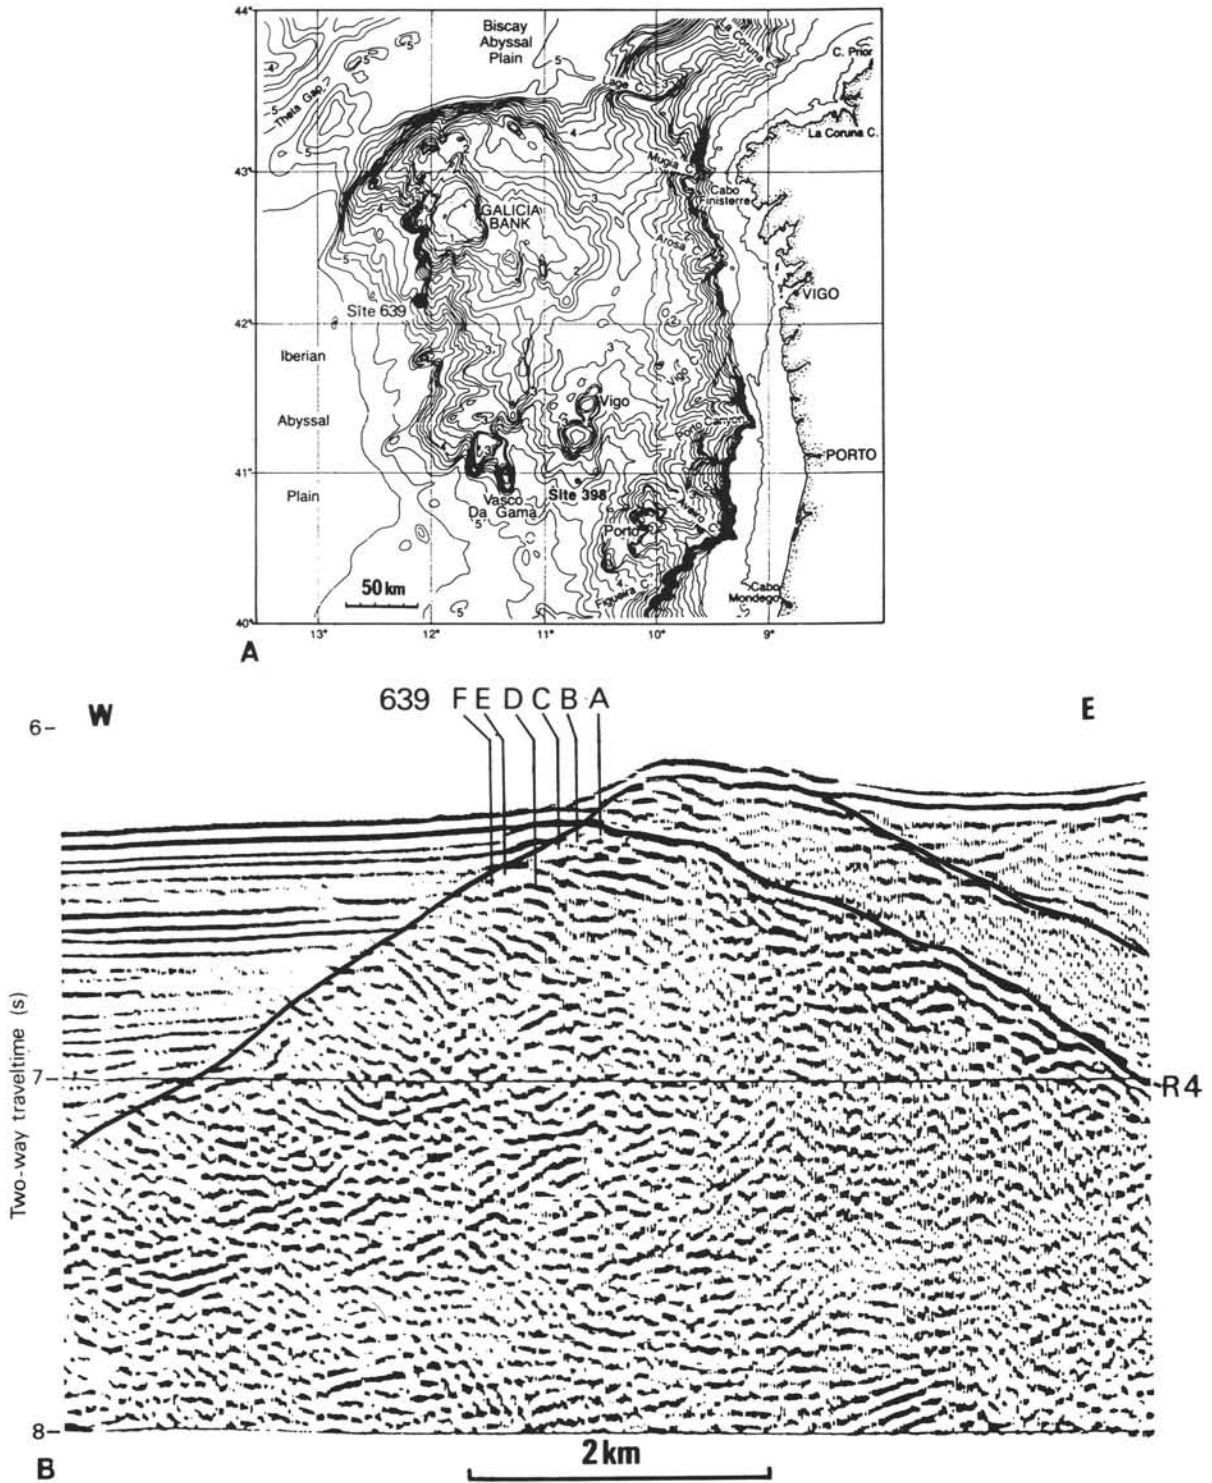 44°
Biscay
Abyssal
Plain
La Coruna C.
C. Prior
Lage C.
Theta Gap
La Coruna C.
43°
Mugia C.
Cabo
Finisterre
GALICIA
BANK
Arosa C.
VIGO
Site 639
42°
Iberian
Vigo C.
Vigo
Abyssal
Porto Canyon
PORTO
41°
Plain
Vasco
Da Gama
Site 398
Aveiro C.
Porto
50 km
Figueira C.
Cabo
Mondego
40°
13° 12° 11° 10° 9°
A
639 F E D C B A
W E
6
7
R4
Two-way traveltime (s)
8
2 km
B